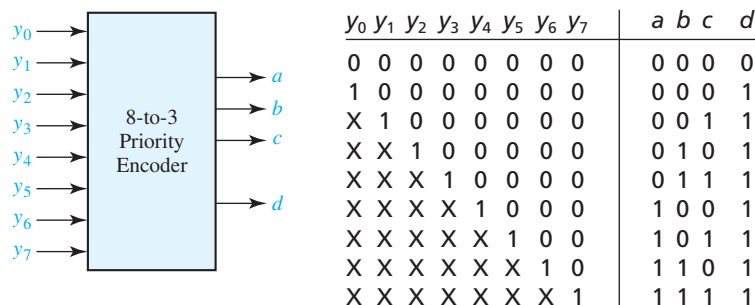 y0
y1
y2
y3
y4
y5
y6
y7
8-to-3
Priority
Encoder
a
b
c
d
y0 y1 y2 y3 y4 y5 y6 y7 a b c d
0 0 0 0 0 0 0 0 0 0 0 0
1 0 0 0 0 0 0 0 0 0 0 1
X 1 0 0 0 0 0 0 0 0 1 1
X X 1 0 0 0 0 0 0 1 0 1
X X X 1 0 0 0 0 0 1 1 1
X X X X 1 0 0 0 1 0 0 1
X X X X X 1 0 0 1 0 1 1
X X X X X X 1 0 1 1 0 1
X X X X X X X 1 1 1 1 1